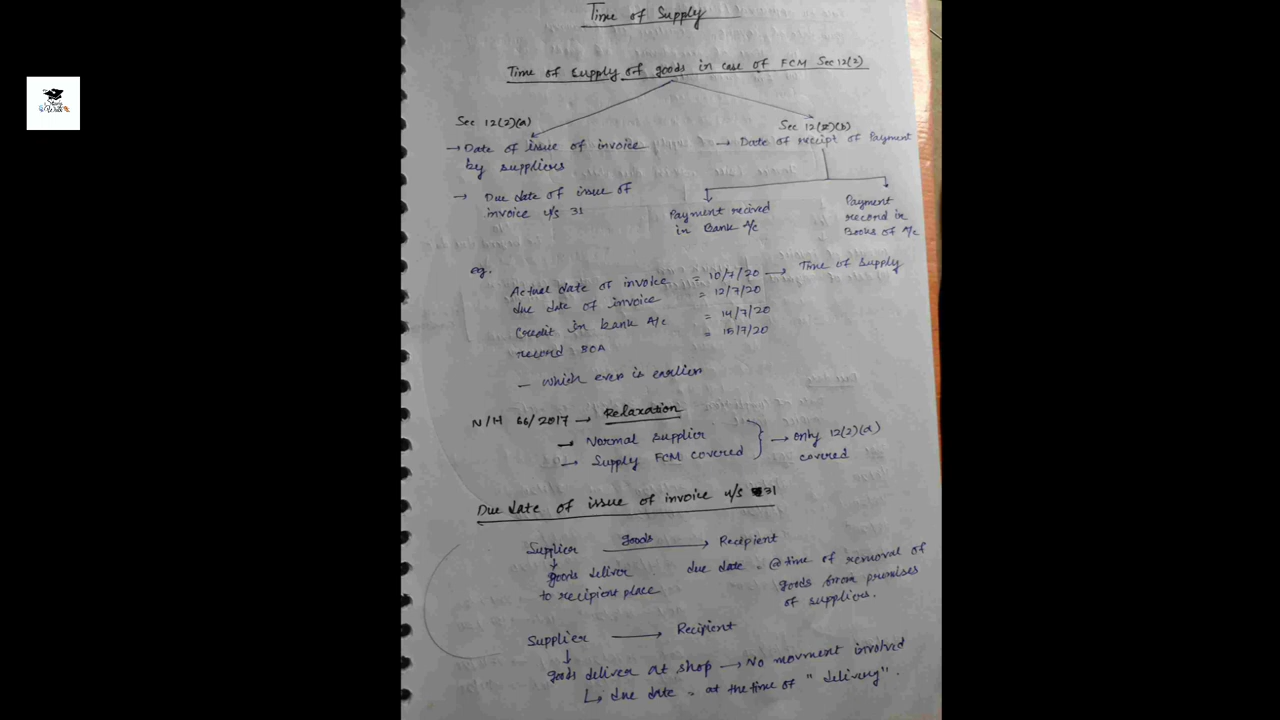 Time of Supply
Time of Supply of goods in case of FCM Sec 12(2)
Sec 12(2)(a)
→ Date of issue of invoice
by suppliers
→ Due date of issue of
invoice u/s 31
Sec 12(2)(b)
→ Date of receipt of Payment
Payment recived
in Bank A/c
Payment
record in
Books of A/c
eg.
Actual date of invoice = 10/7/20 → Time of Supply
due date of invoice = 12/7/20
Credit in bank A/c = 14/7/20
record BOA = 15/7/20
- which ever is earlier
N/H 66/2017 → Relaxation
→ Normal supplier
→ Supply FCM covered
→ only 12(2)(a)
covered
Due date of issue of invoice u/s 31
Supplier goods → Recipient
goods deliver
to recipient place
due date = @ time of removal of
goods from premises
of suppliers.
Supplier → Recipient
goods deliver at shop → No movment involved
↳ due date = at the time of "delivery".